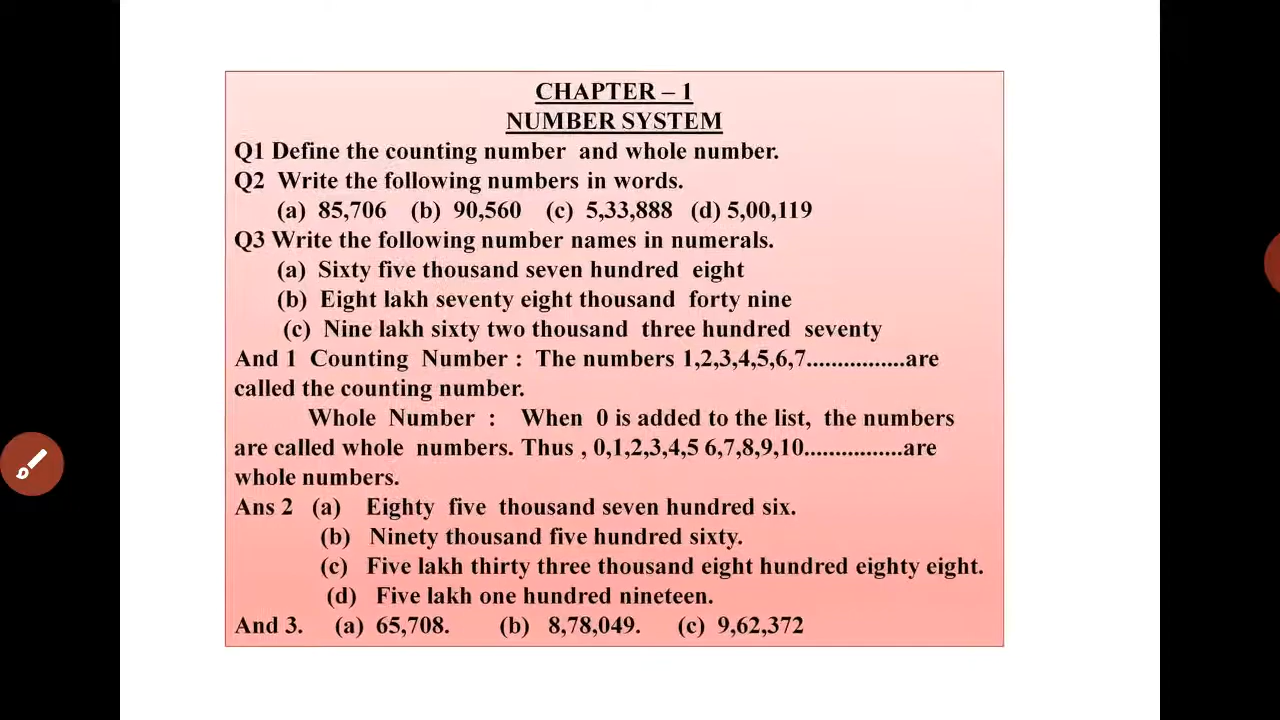 CHAPTER – 1
NUMBER SYSTEM
Q1 Define the counting number and whole number.
Q2 Write the following numbers in words.
(a) 85,706 (b) 90,560 (c) 5,33,888 (d) 5,00,119
Q3 Write the following number names in numerals.
(a) Sixty five thousand seven hundred eight
(b) Eight lakh seventy eight thousand forty nine
(c) Nine lakh sixty two thousand three hundred seventy
And 1 Counting Number : The numbers 1,2,3,4,5,6,7................are
called the counting number.
Whole Number : When 0 is added to the list, the numbers
are called whole numbers. Thus , 0,1,2,3,4,5 6,7,8,9,10................are
whole numbers.
Ans 2 (a) Eighty five thousand seven hundred six.
(b) Ninety thousand five hundred sixty.
(c) Five lakh thirty three thousand eight hundred eighty eight.
(d) Five lakh one hundred nineteen.
And 3. (a) 65,708. (b) 8,78,049. (c) 9,62,372